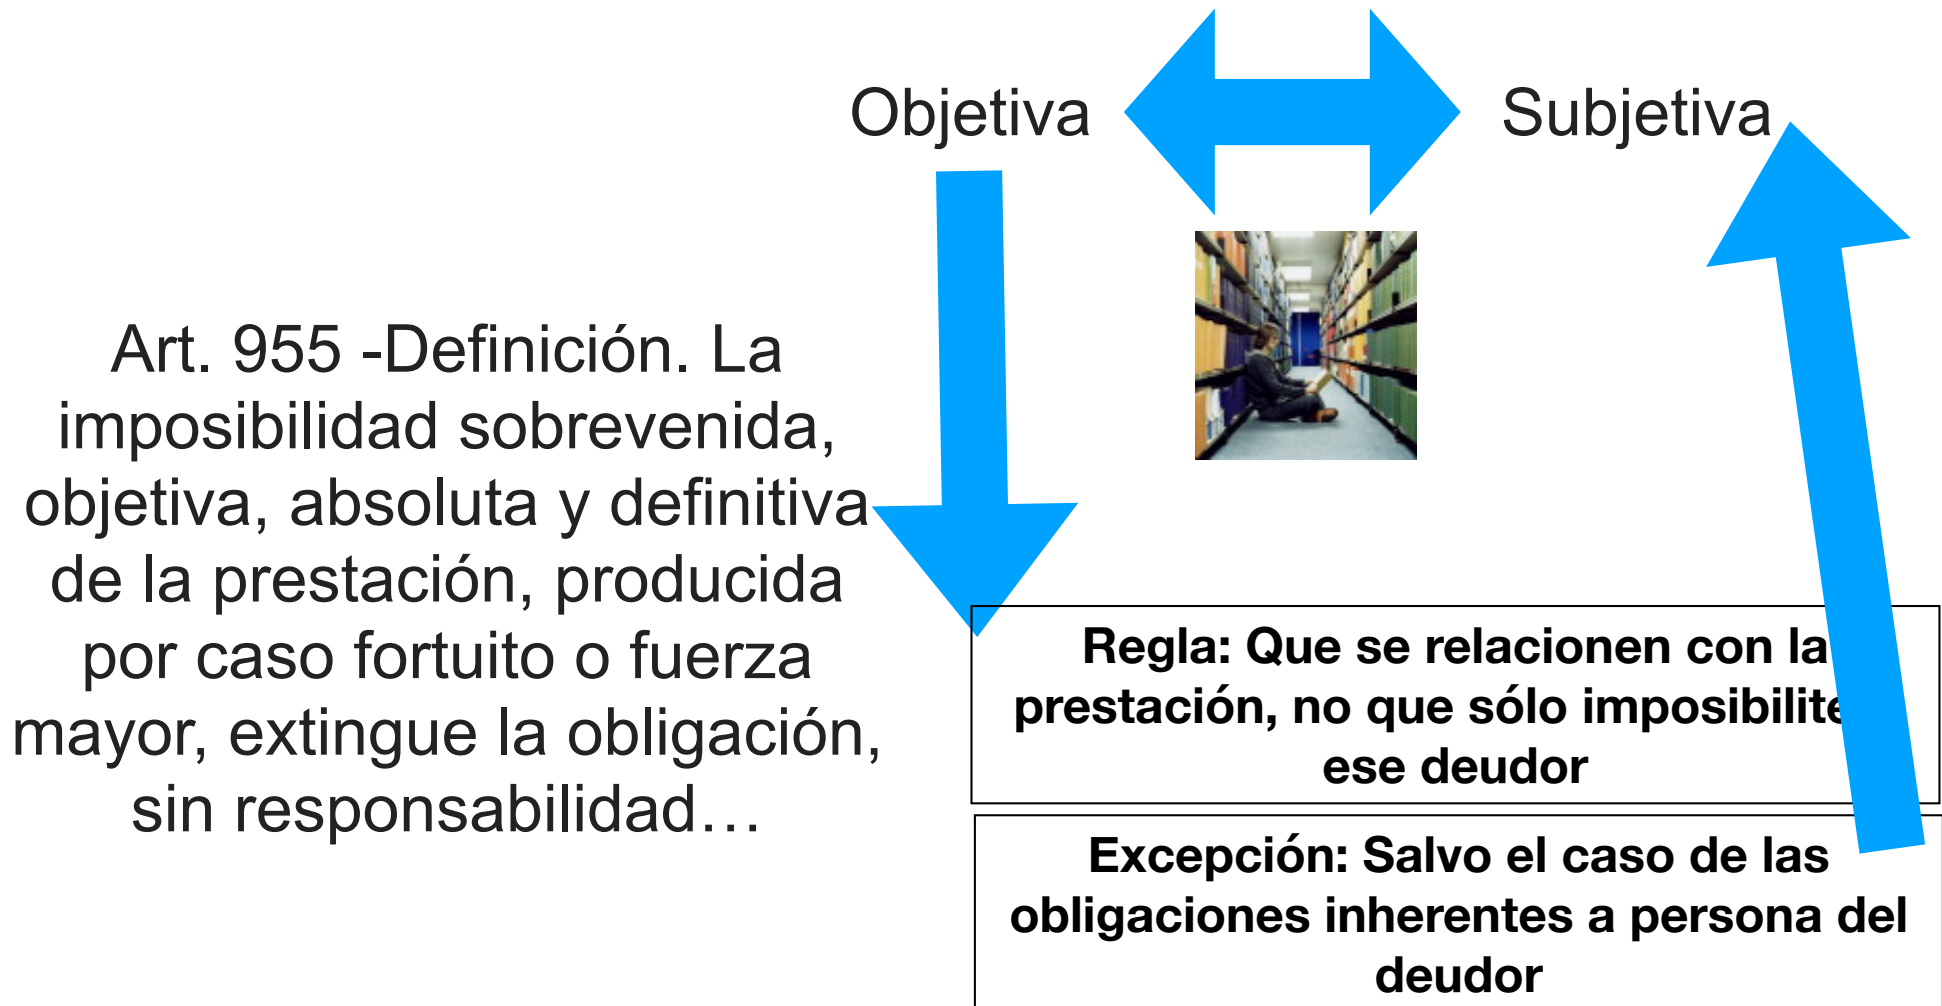 Objetiva
Subjetiva
Art. 955 -Definición. La
imposibilidad sobrevenida,
objetiva, absoluta y definitiva
de la prestación, producida
por caso fortuito o fuerza
mayor, extingue la obligación,
sin responsabilidad…
Regla: Que se relacionen con la
prestación, no que sólo imposibilite
ese deudor
Excepción: Salvo el caso de las
obligaciones inherentes a persona del
deudor